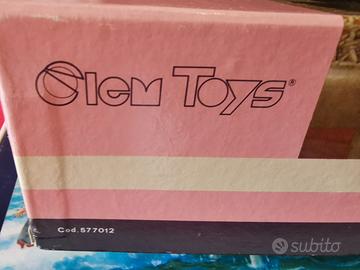 Clem Toys®
Cod. 577012
subito